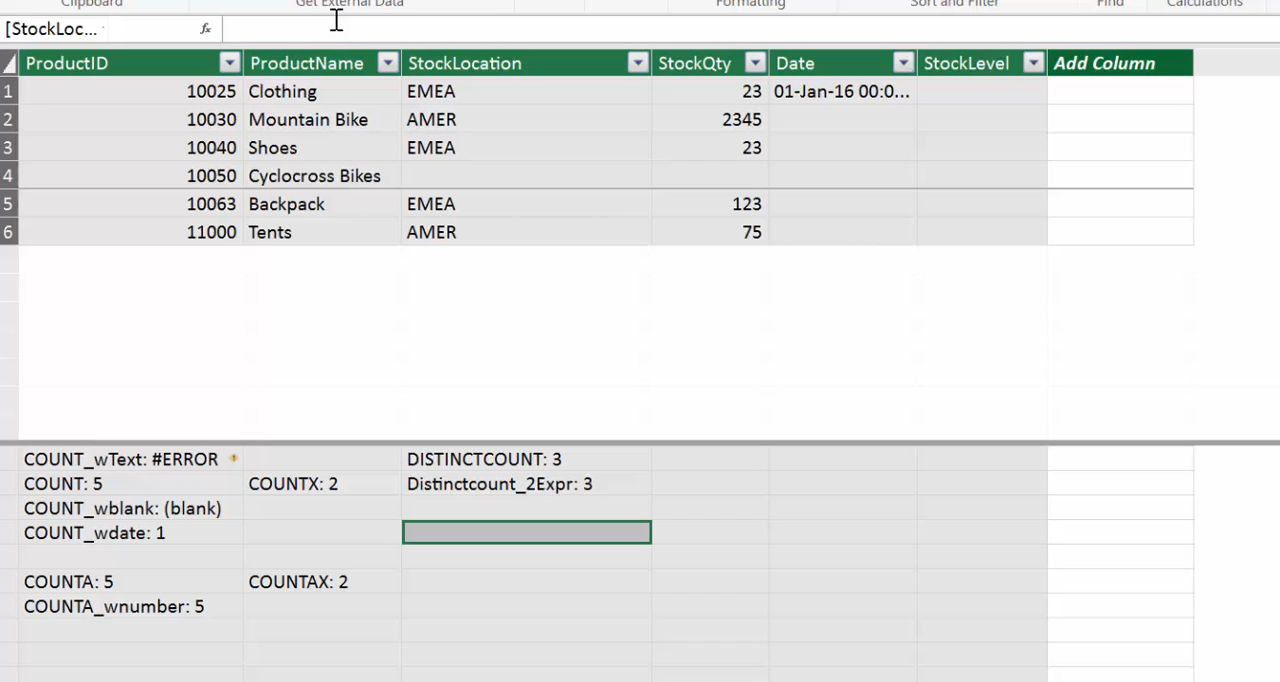 Clipboard Get External Data Formatting Sort and Filter Find Calculations
[StockLoc... fx
ProductID ProductName StockLocation StockQty Date StockLevel Add Column
1 10025 Clothing EMEA 23 01-Jan-16 00:0...
2 10030 Mountain Bike AMER 2345
3 10040 Shoes EMEA 23
4 10050 Cyclocross Bikes
5 10063 Backpack EMEA 123
6 11000 Tents AMER 75
COUNT_wText: #ERROR DISTINCTCOUNT: 3
COUNT: 5 COUNTX: 2 Distinctcount_2Expr: 3
COUNT_wblank: (blank)
COUNT_wdate: 1
COUNTA: 5 COUNTAX: 2
COUNTA_wnumber: 5